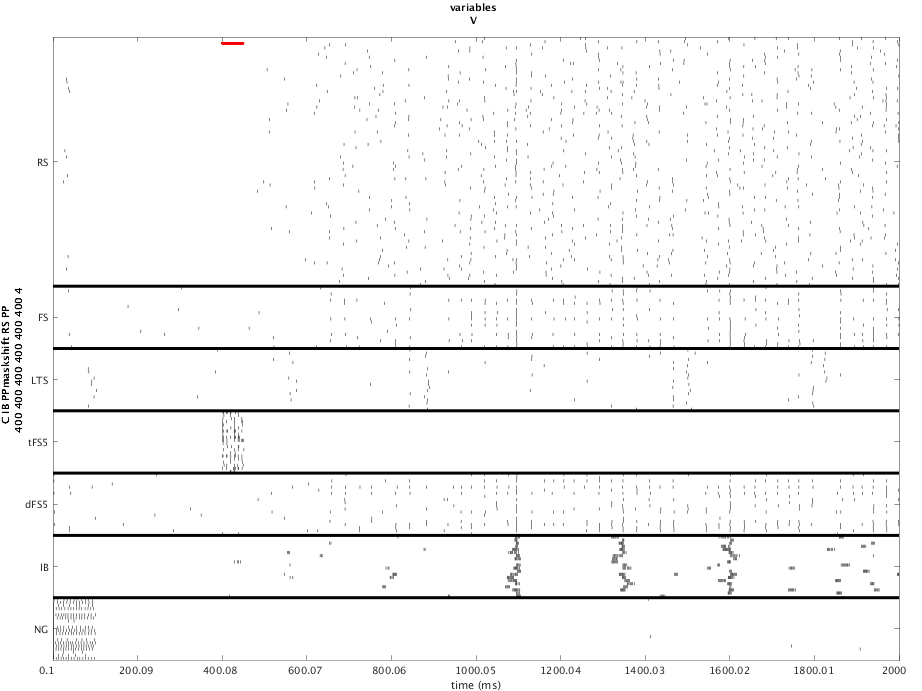 variables
V
C IB PPmaskshift RS PP
400 400 400 400 400 400 4
RS
FS
LTS
tFS5
dFS5
IB
NG
0.1 200.09 400.08 600.07 800.06 1000.05 1200.04 1400.03 1600.02 1800.01 2000
time (ms)